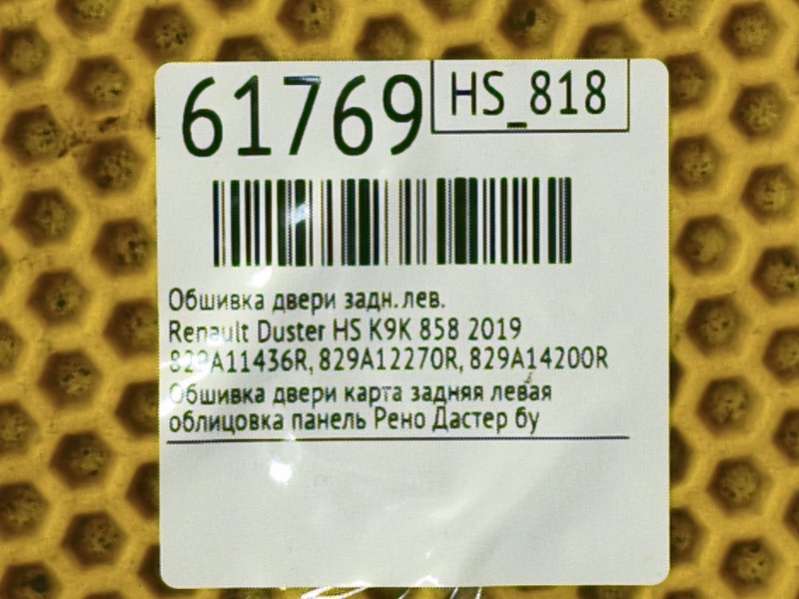 61769
HS_818
Обшивка двери задн. лев.
Renault Duster HS K9K 858 2019
829A11436R, 829A12270R, 829A14200R
Обшивка двери карта задняя левая
облицовка панель Рено Дастер бу